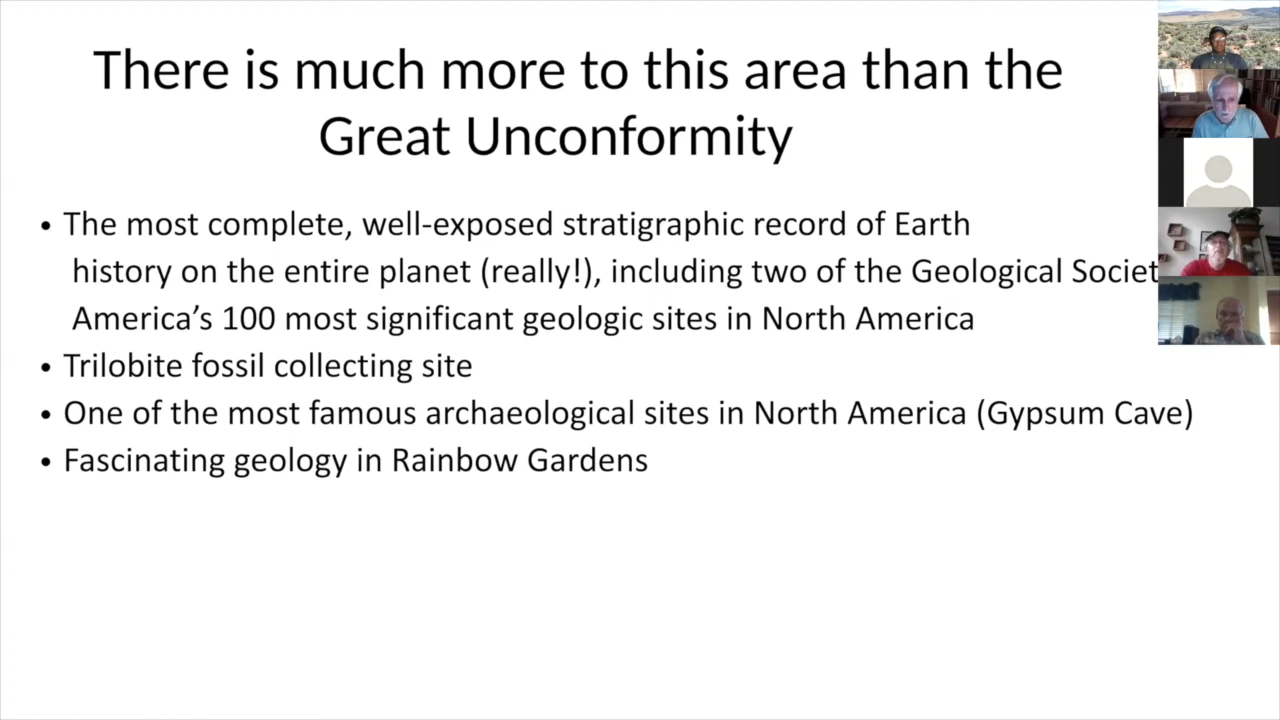 There is much more to this area than the
Great Unconformity
• The most complete, well-exposed stratigraphic record of Earth
history on the entire planet (really!), including two of the Geological
America’s 100 most significant geologic sites in North America
• Trilobite fossil collecting site
• One of the most famous archaeological sites in North America (Gypsum Cave)
• Fascinating geology in Rainbow Gardens